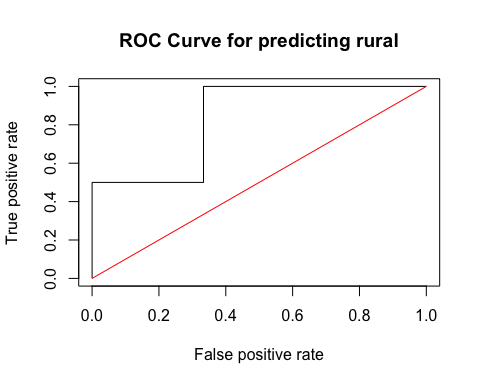 ROC Curve for predicting rural
True positive rate
1.0
0.8
0.6
0.4
0.2
0.0
0.0 0.2 0.4 0.6 0.8 1.0
False positive rate